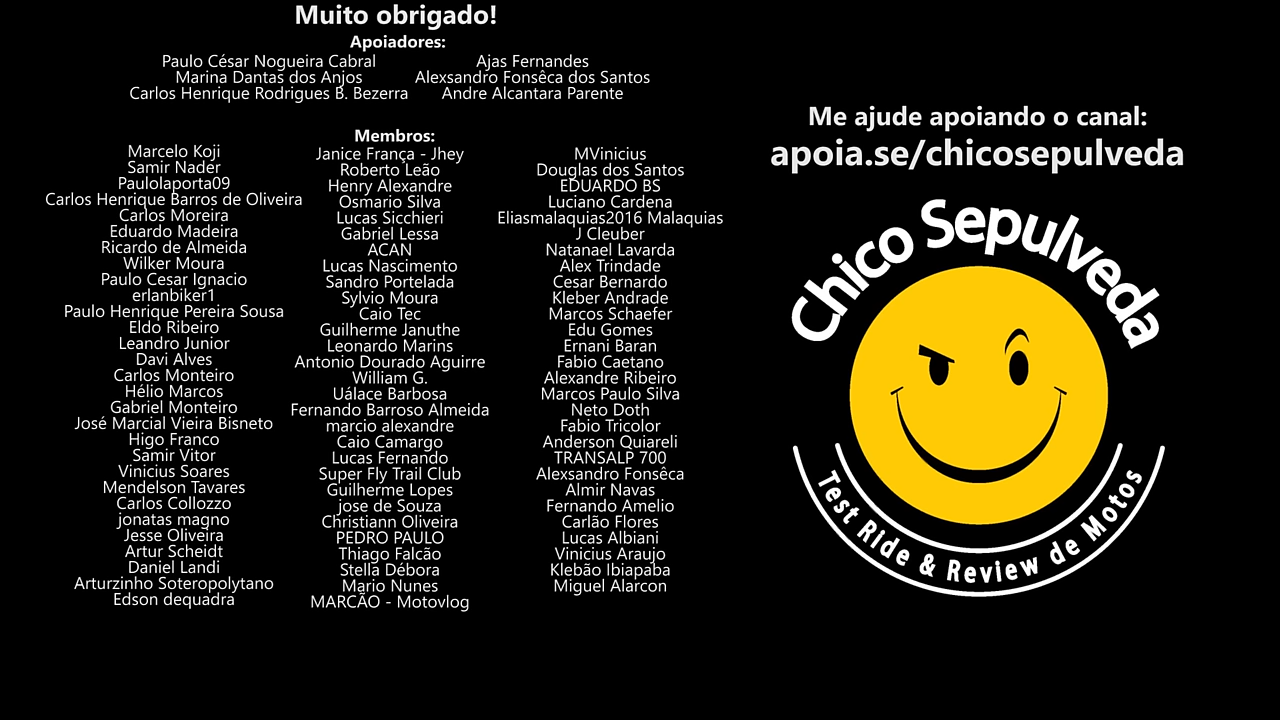 Muito obrigado!
Apoiadores:
Paulo César Nogueira Cabral
Marina Dantas dos Anjos
Carlos Henrique Rodrigues B. Bezerra
Ajas Fernandes
Alexsandro Fonsêca dos Santos
Andre Alcantara Parente
Membros:
Marcelo Koji
Samir Nader
Paulolaporta09
Carlos Henrique Barros de Oliveira
Carlos Moreira
Eduardo Madeira
Ricardo de Almeida
Wilker Moura
Paulo Cesar Ignacio
erlanbiker1
Paulo Henrique Pereira Sousa
Eldo Ribeiro
Leandro Junior
Davi Alves
Carlos Monteiro
Hélio Marcos
Gabriel Monteiro
José Marcial Vieira Bisneto
Higo Franco
Samir Vitor
Vinicius Soares
Mendelson Tavares
Carlos Collozzo
jonatas magno
Jesse Oliveira
Artur Scheidt
Daniel Landi
Arturzinho Soteropolytano
Edson dequadra
Janice França - Jhey
Roberto Leão
Henry Alexandre
Osmario Silva
Lucas Sicchieri
Gabriel Lessa
ACAN
Lucas Nascimento
Sandro Portelada
Sylvio Moura
Caio Tec
Guilherme Januthe
Leonardo Marins
Antonio Dourado Aguirre
William G.
Uálace Barbosa
Fernando Barroso Almeida
marcio alexandre
Caio Camargo
Lucas Fernando
Super Fly Trail Club
Guilherme Lopes
jose de Souza
Christiann Oliveira
PEDRO PAULO
Thiago Falcão
Stella Débora
Mario Nunes
MARCÃO - Motovlog
MVinicius
Douglas dos Santos
EDUARDO BS
Luciano Cardena
Eliasmalaquias2016 Malaquias
J Cleuber
Natanael Lavarda
Alex Trindade
Cesar Bernardo
Kleber Andrade
Marcos Schaefer
Edu Gomes
Ernani Baran
Fabio Caetano
Alexandre Ribeiro
Marcos Paulo Silva
Neto Doth
Fabio Tricolor
Anderson Quiareli
TRANSALP 700
Alexsandro Fonsêca
Almir Navas
Fernando Amelio
Carlão Flores
Lucas Albiani
Vinicius Araujo
Klebão Ibiapaba
Miguel Alarcon
Me ajude apoiando o canal:
apoia.se/chicosepulveda
Chico Sepulveda
Test Ride & Review de Motos